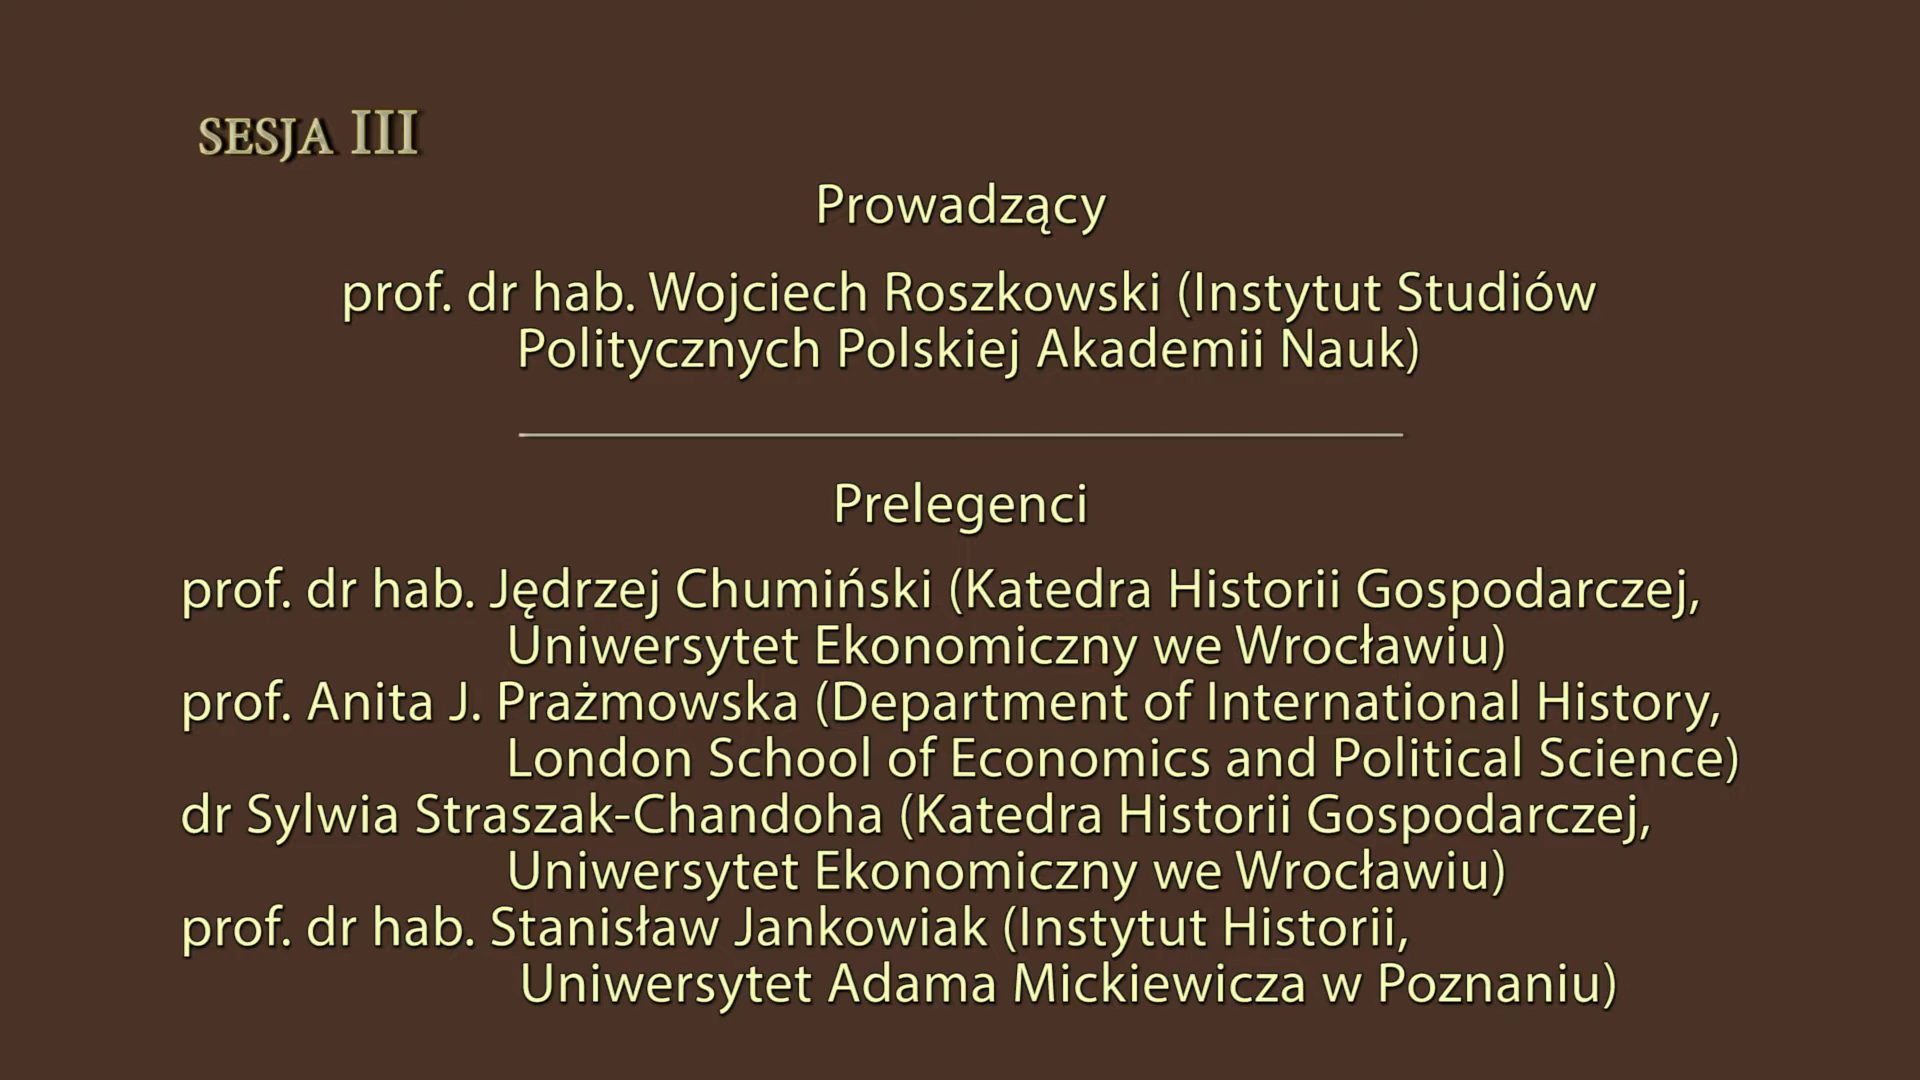 SESJA III
Prowadzący
prof. dr hab. Wojciech Roszkowski (Instytut Studiów
Politycznych Polskiej Akademii Nauk)
Prelegenci
prof. dr hab. Jędrzej Chumiński (Katedra Historii Gospodarczej,
Uniwersytet Ekonomiczny we Wrocławiu)
prof. Anita J. Prażmowska (Department of International History,
London School of Economics and Political Science)
dr Sylwia Straszak-Chandoha (Katedra Historii Gospodarczej,
Uniwersytet Ekonomiczny we Wrocławiu)
prof. dr hab. Stanisław Jankowiak (Instytut Historii,
Uniwersytet Adama Mickiewicza w Poznaniu)